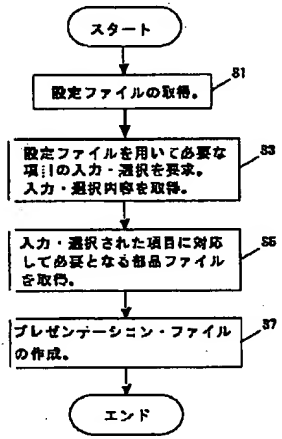 スタート
S1
設定ファイルの取得。
S3
設定ファイルを用いて必要な
項目の入力・選択を要求。
入力・選択内容を取得。
S5
入力・選択された項目に対応
して必要となる部品ファイル
を取得。
S7
プレゼンテーション・ファイル
の作成。
エンド